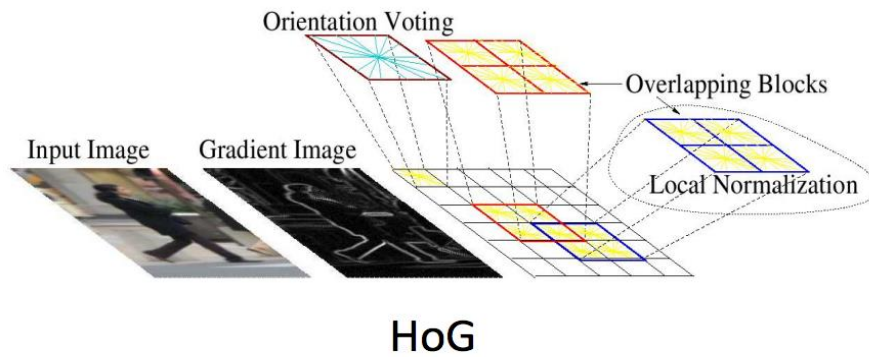 Orientation Voting
Overlapping Blocks
Input Image
Gradient Image
Local Normalization
HoG